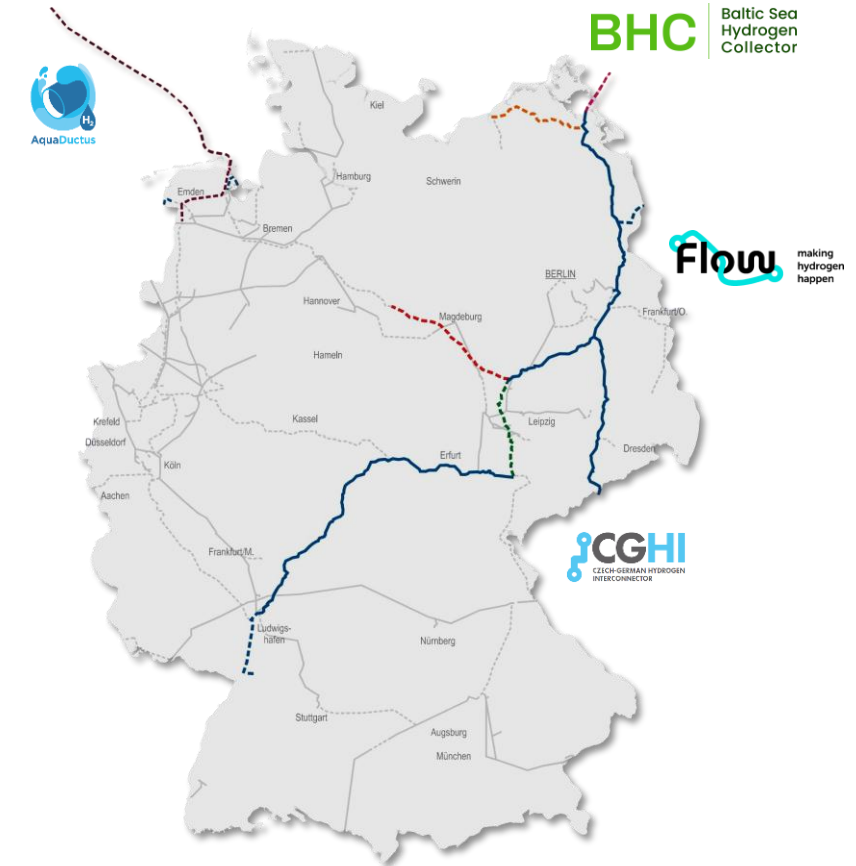 BHC
Baltic Sea
Hydrogen
Collector
H₂
AquaDuctus
Kiel
Hamburg
Schwerin
Emden
Bremen
Flow
making
hydrogen
happen
BERLIN
Hannover
Magdeburg
Frankfurt/O.
Hameln
Kassel
Leipzig
Krefeld
Düsseldorf
Erfurt
Dresden
Köln
Aachen
CGHI
CZECH-GERMAN HYDROGEN
INTERCONNECTOR
Frankfurt/M.
Ludwigs-
hafen
Nürnberg
Stuttgart
Augsburg
München